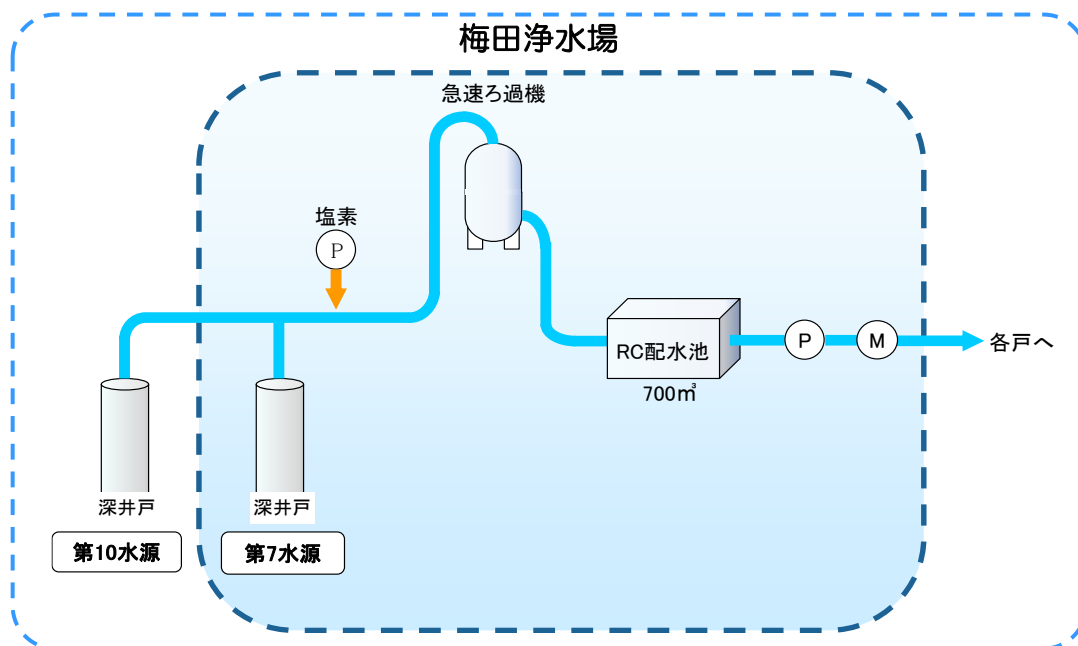 梅田浄水場
急速ろ過機
塩素
P
RC配水池
700㎥
P
M
各戸へ
深井戸
深井戸
第10水源
第7水源